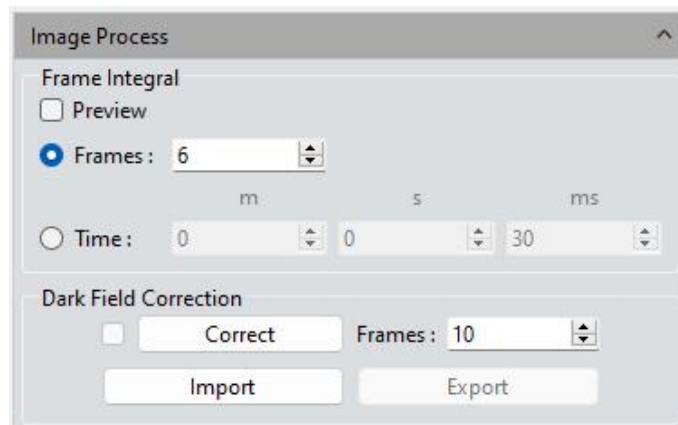 Image Process
Frame Integral
Preview
Frames : 6
m s ms
Time : 0 0 30
Dark Field Correction
Correct Frames : 10
Import Export